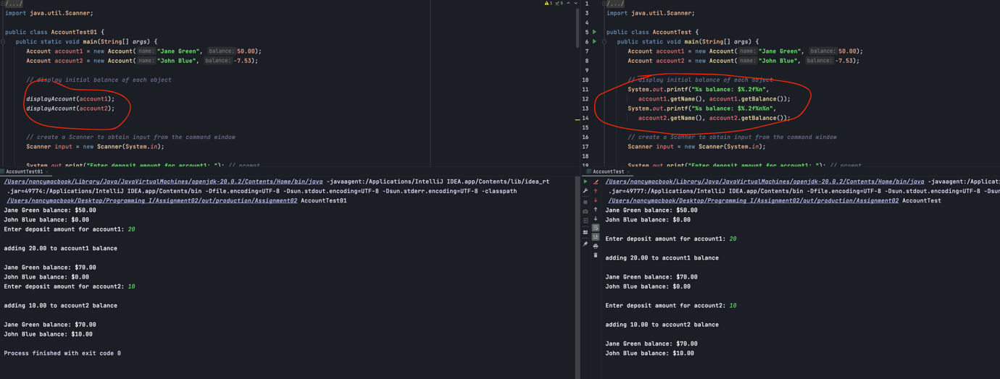 /.../
import java.util.Scanner;
public class AccountTest01 {
public static void main(String[] args) {
Account account1 = new Account( name: "Jane Green", balance: 50.00);
Account account2 = new Account( name: "John Blue", balance: -7.53);
// display initial balance of each object
displayAccount(account1);
displayAccount(account2);
// create a Scanner to obtain input from the command window
Scanner input = new Scanner(System.in);
System.out.print("Enter deposit amount for account1: "); // prompt
1
5
1 /.../
3 import java.util.Scanner;
4
5 public class AccountTest {
6 public static void main(String[] args) {
7 Account account1 = new Account( name: "Jane Green", balance: 50.00);
8 Account account2 = new Account( name: "John Blue", balance: -7.53);
9
10 // display initial balance of each object
11 System.out.printf("%s balance: $%.2f%n",
12 account1.getName(), account1.getBalance());
13 System.out.printf("%s balance: $%.2f%n%n",
14 account2.getName(), account2.getBalance());
15
16 // create a Scanner to obtain input from the command window
17 Scanner input = new Scanner(System.in);
18
19 System.out.print("Enter deposit amount for account1: "); // prompt
AccountTest01
/Users/nancymacbook/Library/Java/JavaVirtualMachines/openjdk-20.0.2/Contents/Home/bin/java -javaagent:/Applications/IntelliJ IDEA.app/Contents/lib/idea_rt
.jar=49774:/Applications/IntelliJ IDEA.app/Contents/bin -Dfile.encoding=UTF-8 -Dsun.stdout.encoding=UTF-8 -Dsun.stderr.encoding=UTF-8 -classpath
/Users/nancymacbook/Desktop/Programming I/Assignment02/out/production/Assignment02 AccountTest01
Jane Green balance: $50.00
John Blue balance: $0.00
Enter deposit amount for account1: 20
adding 20.00 to account1 balance
Jane Green balance: $70.00
John Blue balance: $0.00
Enter deposit amount for account2: 10
adding 10.00 to account2 balance
Jane Green balance: $70.00
John Blue balance: $10.00
Process finished with exit code 0
AccountTest
/Users/nancymacbook/Library/Java/JavaVirtualMachines/openjdk-20.0.2/Contents/Home/bin/java -javaagent:/Applicati
.jar=49777:/Applications/IntelliJ IDEA.app/Contents/bin -Dfile.encoding=UTF-8 -Dsun.stdout.encoding=UTF-8 -Dsun
/Users/nancymacbook/Desktop/Programming I/Assignment02/out/production/Assignment02 AccountTest
Jane Green balance: $50.00
John Blue balance: $0.00
Enter deposit amount for account1: 20
adding 20.00 to account1 balance
Jane Green balance: $70.00
John Blue balance: $0.00
Enter deposit amount for account2: 10
adding 10.00 to account2 balance
Jane Green balance: $70.00
John Blue balance: $10.00